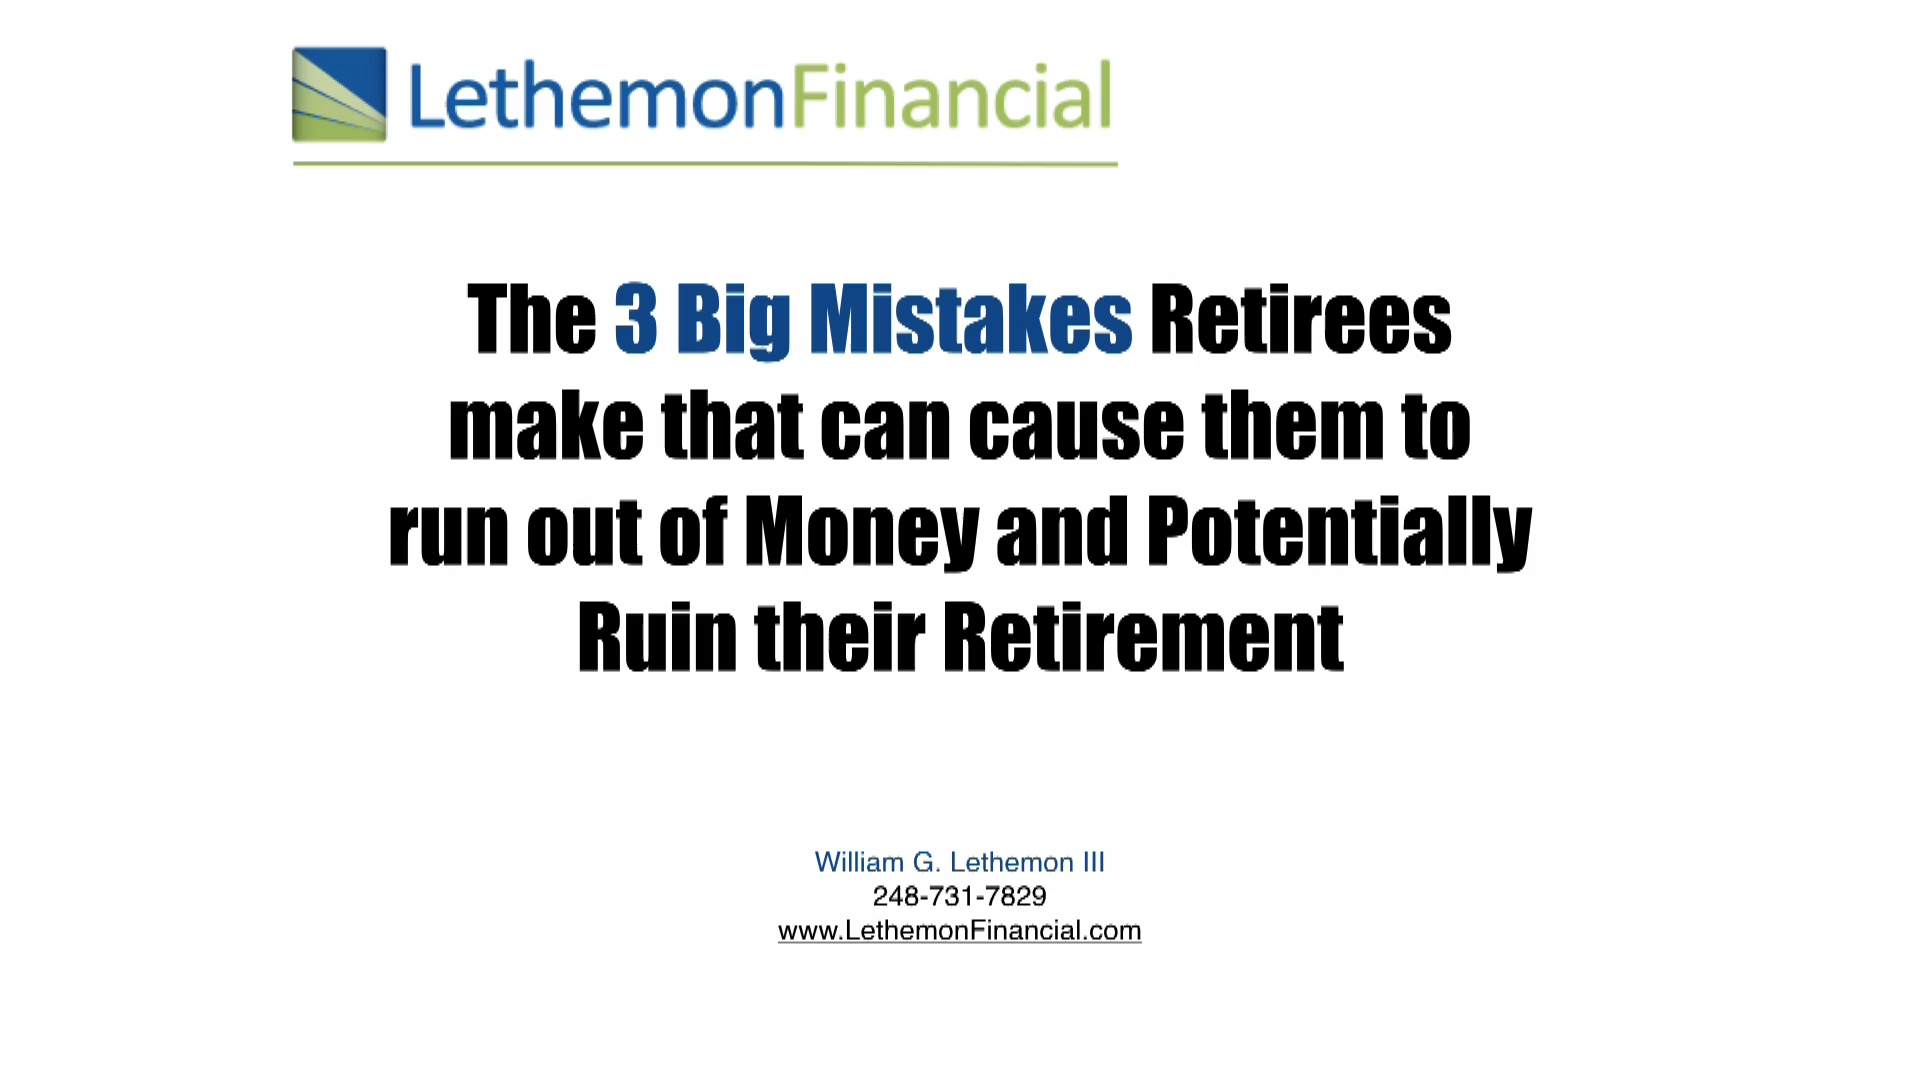 LethemonFinancial
The 3 Big Mistakes Retirees
make that can cause them to
run out of Money and Potentially
Ruin their Retirement
William G. Lethemon III
248-731-7829
www.LethemonFinancial.com